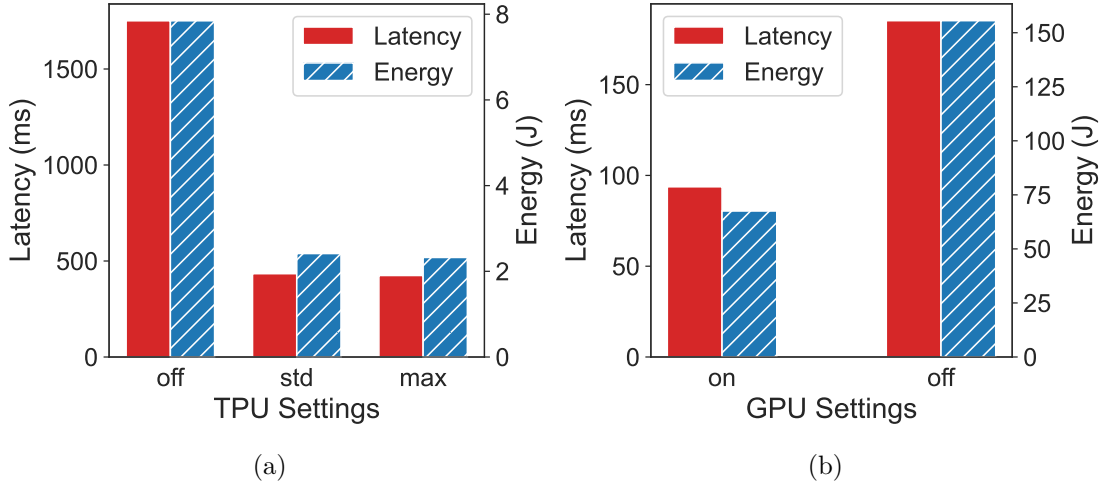 Latency
Energy
1500
1000
500
0
Latency (ms)
8
6
4
2
0
Energy (J)
off
std
max
TPU Settings
(a)
Latency
Energy
150
100
50
0
Latency (ms)
150
125
100
75
50
25
0
Energy (J)
on
off
GPU Settings
(b)